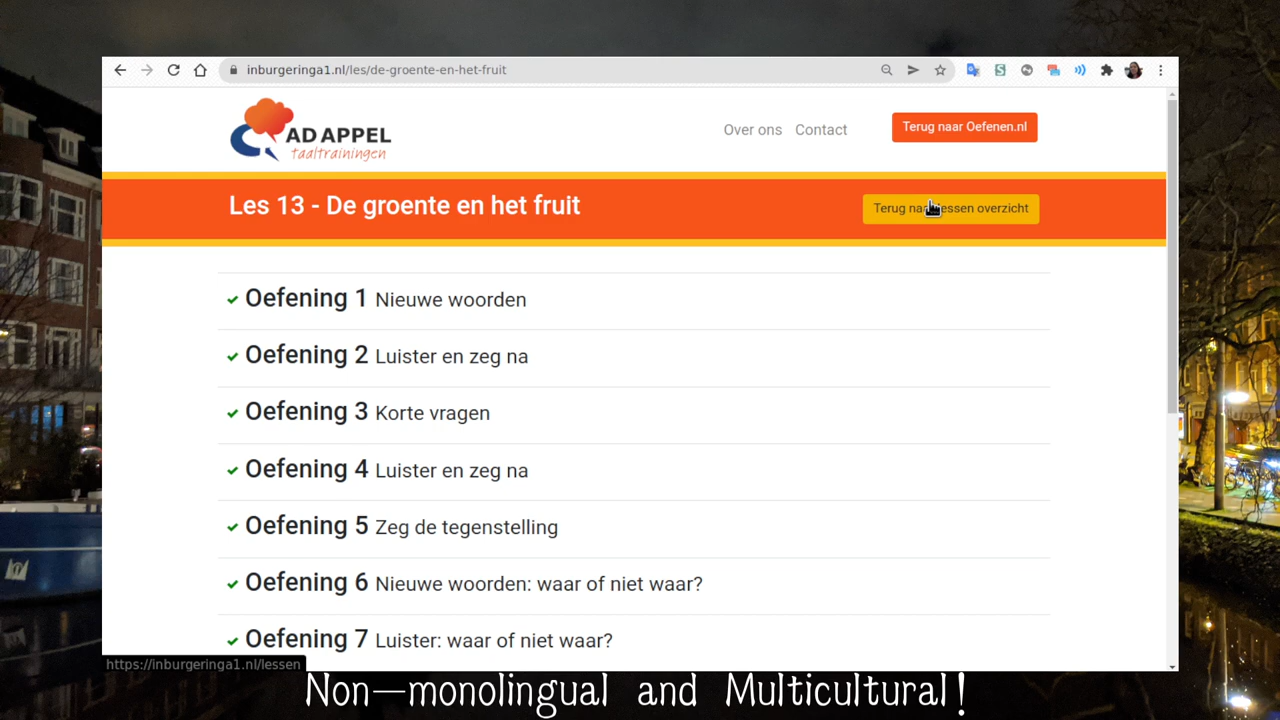 inburgeringa1.nl/les/de-groente-en-het-fruit
AD APPEL
taaltrainingen
Over ons
Contact
Terug naar Oefenen.nl
Les 13 - De groente en het fruit
Terug naar lessen overzicht
Oefening 1 Nieuwe woorden
Oefening 2 Luister en zeg na
Oefening 3 Korte vragen
Oefening 4 Luister en zeg na
Oefening 5 Zeg de tegenstelling
Oefening 6 Nieuwe woorden: waar of niet waar?
Oefening 7 Luister: waar of niet waar?
https://inburgeringa1.nl/lessen
Non—monolingual and Multicultural!